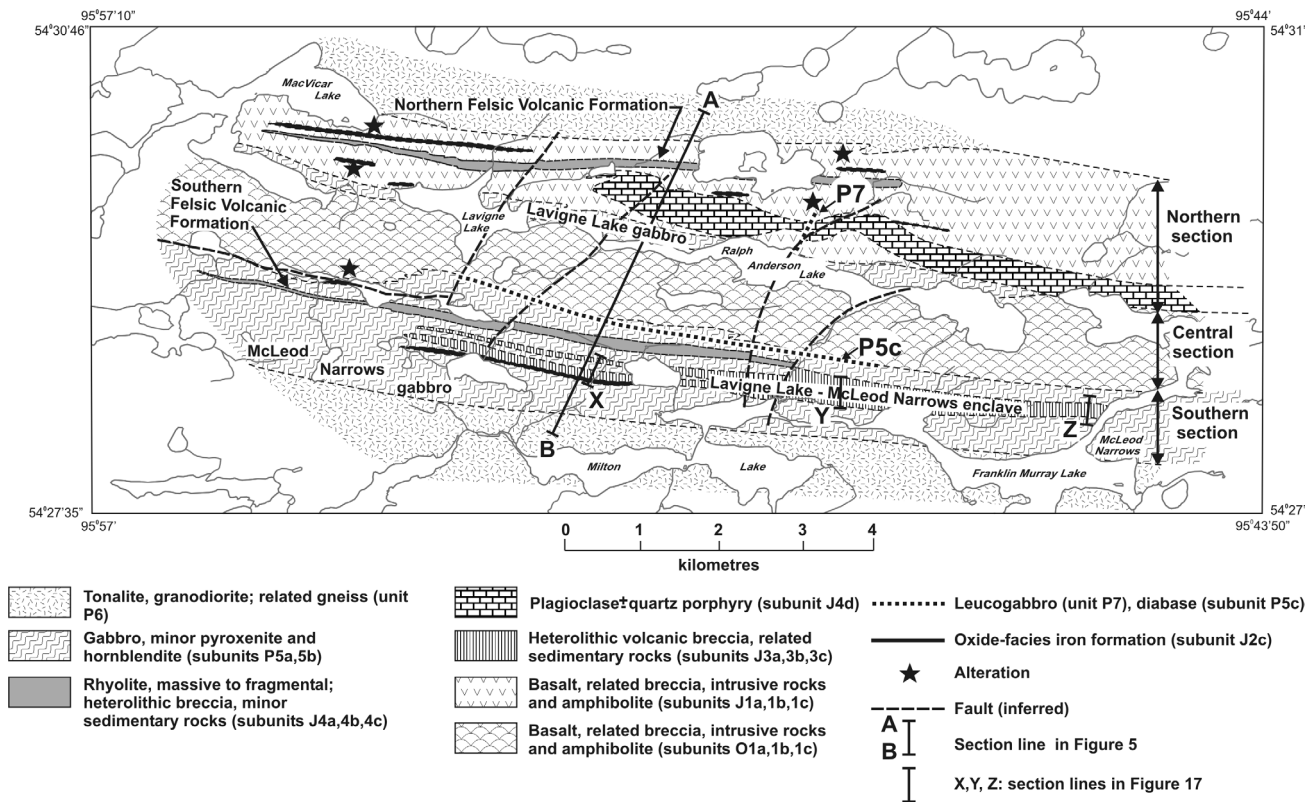 95°57'10"
95°44'
54°30'46"
54°31'
MacVicar
Lake
Northern Felsic Volcanic Formation
A
Southern
Felsic Volcanic
Formation
P7
Lavigne
Lake
Lavigne Lake gabbro
Ralph
Anderson
Lake
Northern
section
Central
section
Southern
section
P5c
McLeod
Narrows
gabbro
Lavigne Lake - McLeod Narrows enclave
X
Y
Z
B
McLeod
Narrows
Milton
Lake
Franklin Murray Lake
54°27'35"
54°27'
95°57'
95°43'50"
0
1
2
3
4
kilometres
Tonalite, granodiorite; related gneiss (unit
P6)
Gabbro, minor pyroxenite and
hornblendite (subunits P5a,5b)
Rhyolite, massive to fragmental;
heterolithic breccia, minor
sedimentary rocks (subunits J4a,4b,4c)
Plagioclase±quartz porphyry (subunit J4d)
Heterolithic volcanic breccia, related
sedimentary rocks (subunits J3a,3b,3c)
Basalt, related breccia, intrusive rocks
and amphibolite (subunits J1a,1b,1c)
Basalt, related breccia, intrusive rocks
and amphibolite (subunits O1a,1b,1c)
Leucogabbro (unit P7), diabase (subunit P5c)
Oxide-facies iron formation (subunit J2c)
Alteration
Fault (inferred)
A
B
Section line in Figure 5
X,Y, Z: section lines in Figure 17